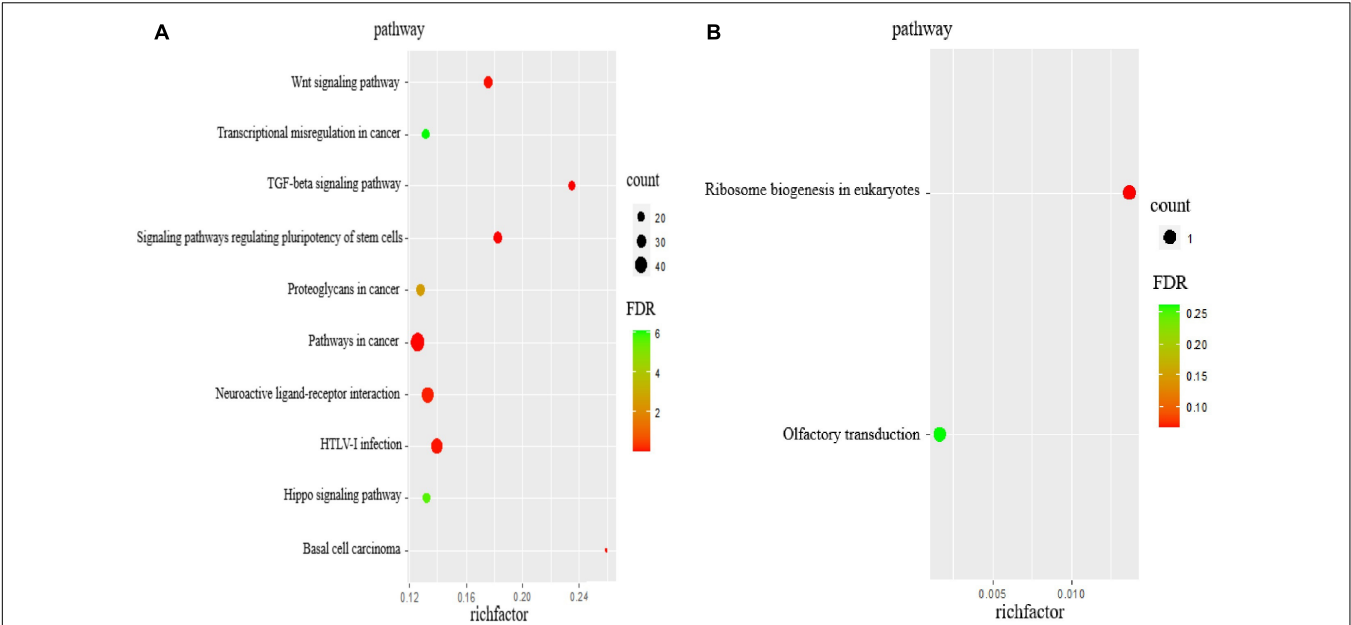 A
pathway
Wnt signaling pathway
Transcriptional misregulation in cancer
TGF-beta signaling pathway
Signaling pathways regulating pluripotency of stem cells
Proteoglycans in cancer
Pathways in cancer
Neuroactive ligand-receptor interaction
HTLV-I infection
Hippo signaling pathway
Basal cell carcinoma
0.12 0.16 0.20 0.24
richfactor
count
20
30
40
FDR
6
4
2
B
pathway
Ribosome biogenesis in eukaryotes
Olfactory transduction
0.005 0.010
richfactor
count
1
FDR
0.25
0.20
0.15
0.10